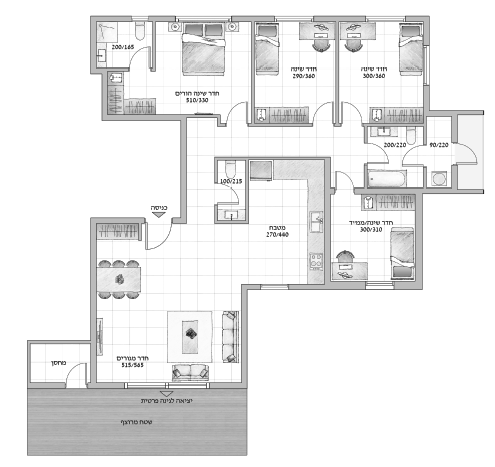 200/165
חדר שינה הורים
510/330
חדר שינה
290/360
חדר שינה
300/360
200/220
90/220
100/215
כניסה
מטבח
270/440
חדר שינה/ממ״ד
300/310
חדר מגורים
515/565
מחסן
יציאה לגינה פרטית
שטח מרוצף